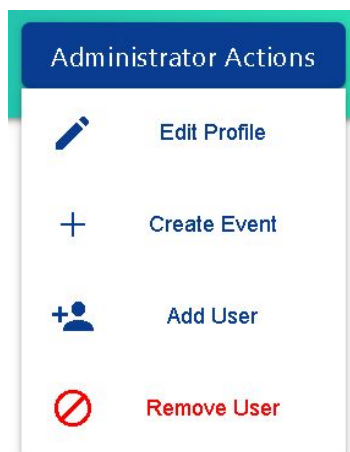 Administrator Actions
Edit Profile
Create Event
Add User
Remove User